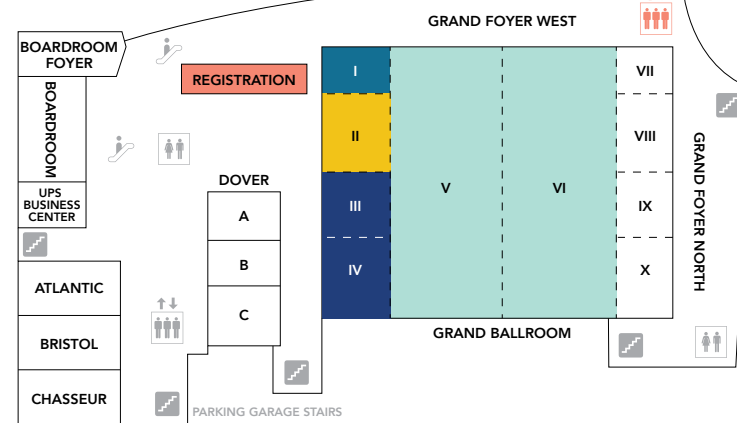 GRAND FOYER WEST
BOARDROOM
FOYER
REGISTRATION
I
VII
BOARDROOM
II
VIII
GRAND FOYER NORTH
DOVER
UPS
BUSINESS
CENTER
A
III
V
VI
IX
B
IV
X
ATLANTIC
C
BRISTOL
GRAND BALLROOM
CHASSEUR
PARKING GARAGE STAIRS